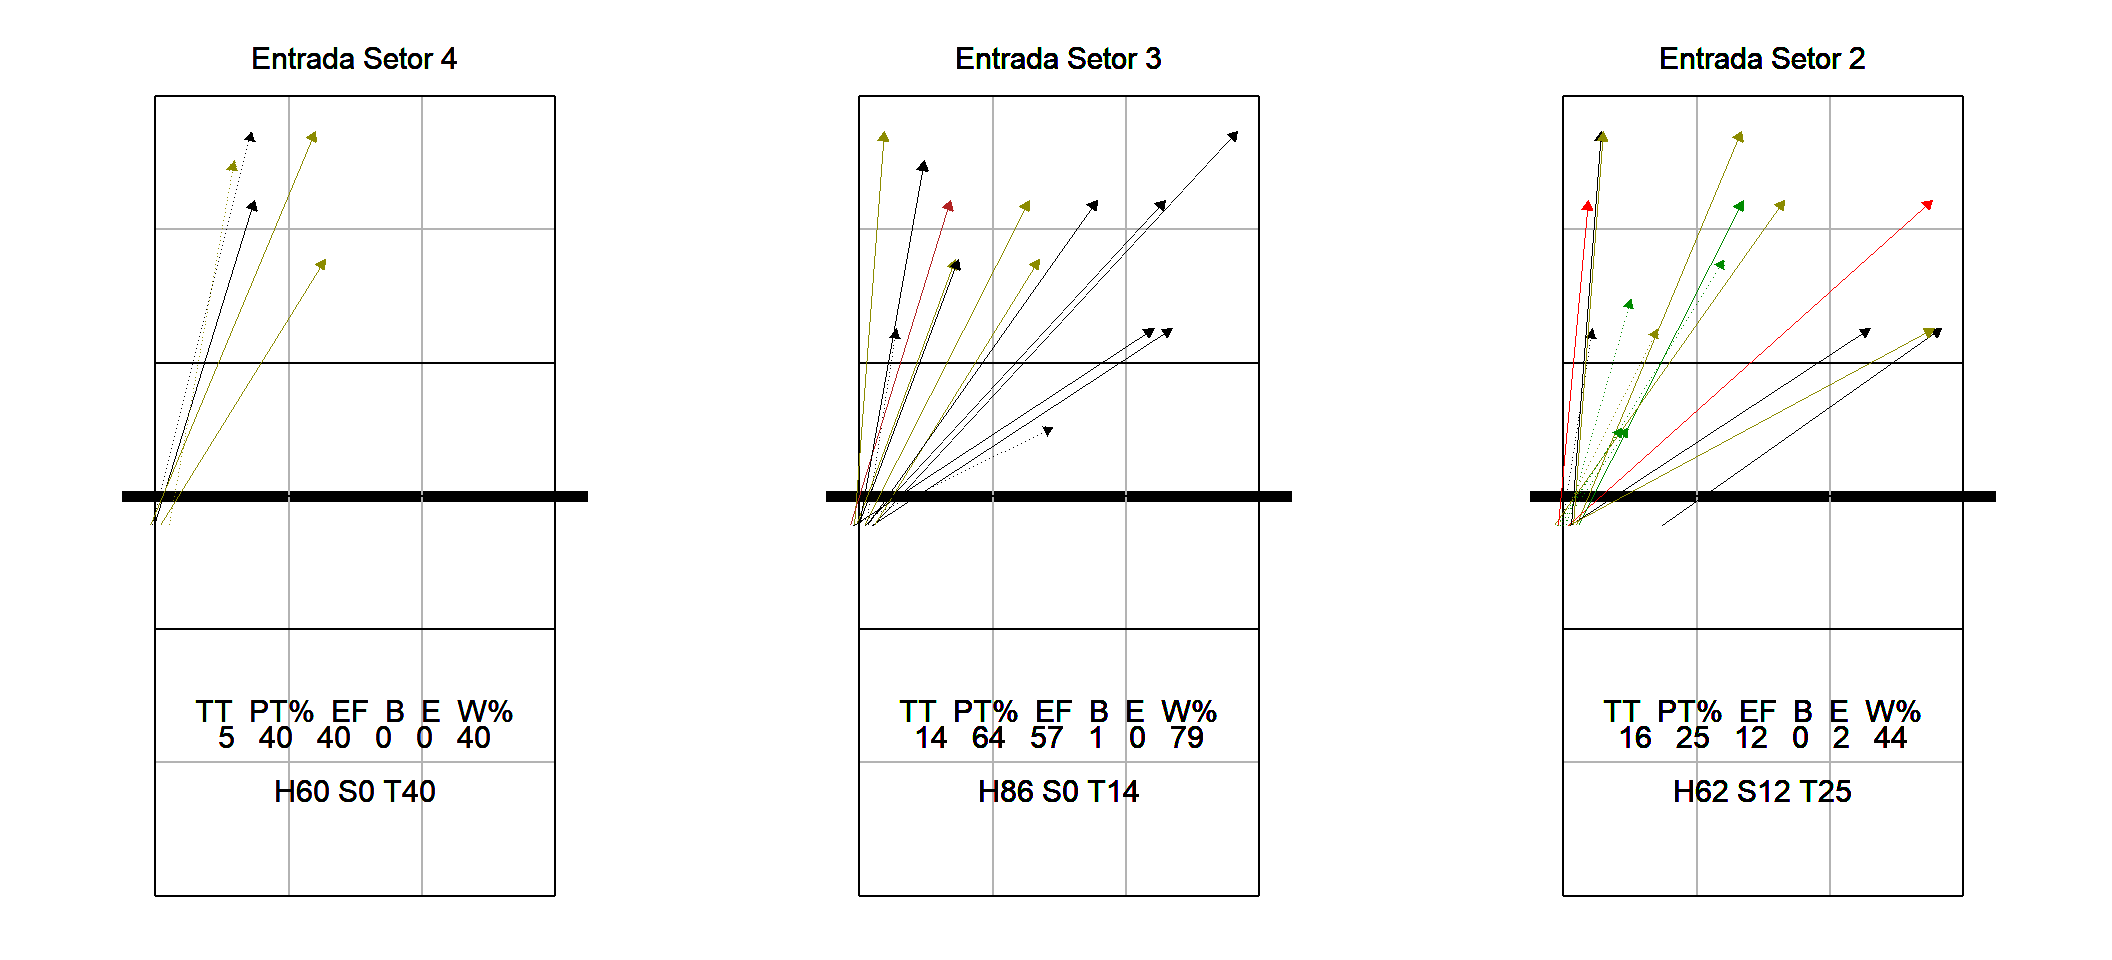 Entrada Setor 4
TT PT% EF B E W%
5 40 40 0 0 40
H60 S0 T40
Entrada Setor 3
TT PT% EF B E W%
14 64 57 1 0 79
H86 S0 T14
Entrada Setor 2
TT PT% EF B E W%
16 25 12 0 2 44
H62 S12 T25